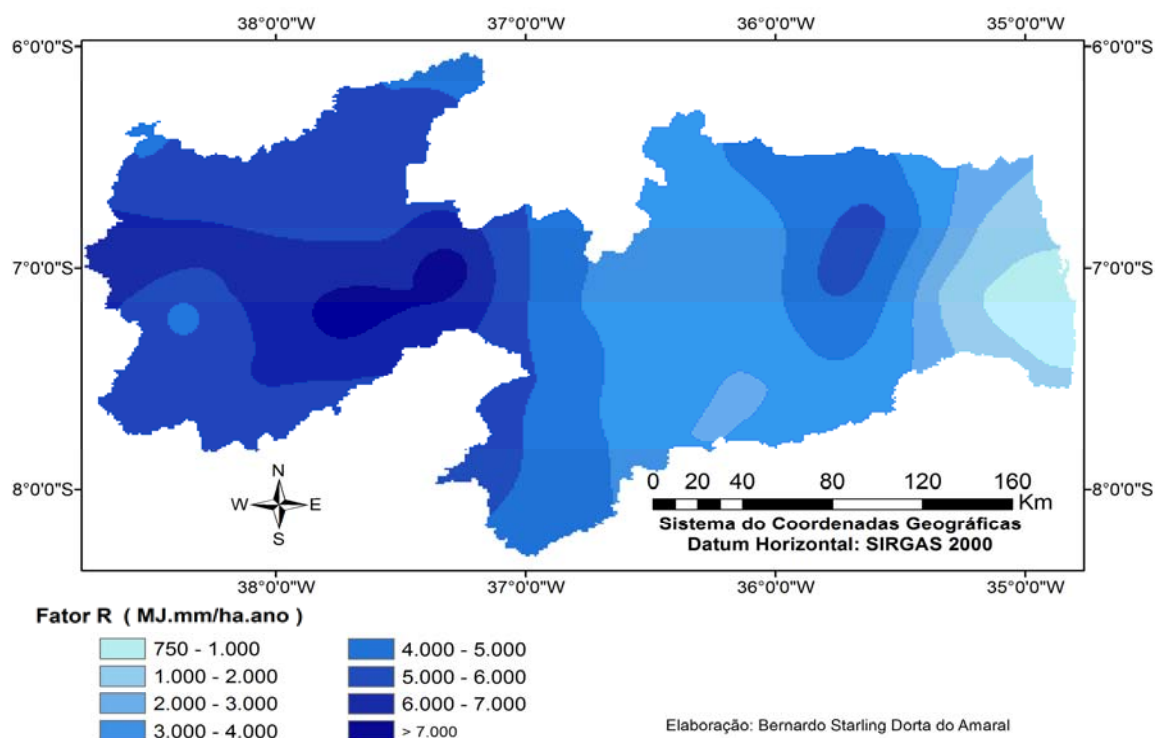 38°0'0"W 37°0'0"W 36°0'0"W 35°0'0"W
6°0'0"S 6°0'0"S
7°0'0"S 7°0'0"S
8°0'0"S 8°0'0"S
N
W E
S
0 20 40 80 120 160
Km
Sistema do Coordenadas Geográficas
Datum Horizontal: SIRGAS 2000
38°0'0"W 37°0'0"W 36°0'0"W 35°0'0"W
Fator R ( MJ.mm/ha.ano )
750 - 1.000
1.000 - 2.000
2.000 - 3.000
3.000 - 4.000
4.000 - 5.000
5.000 - 6.000
6.000 - 7.000
> 7.000
Elaboração: Bernardo Starling Dorta do Amaral